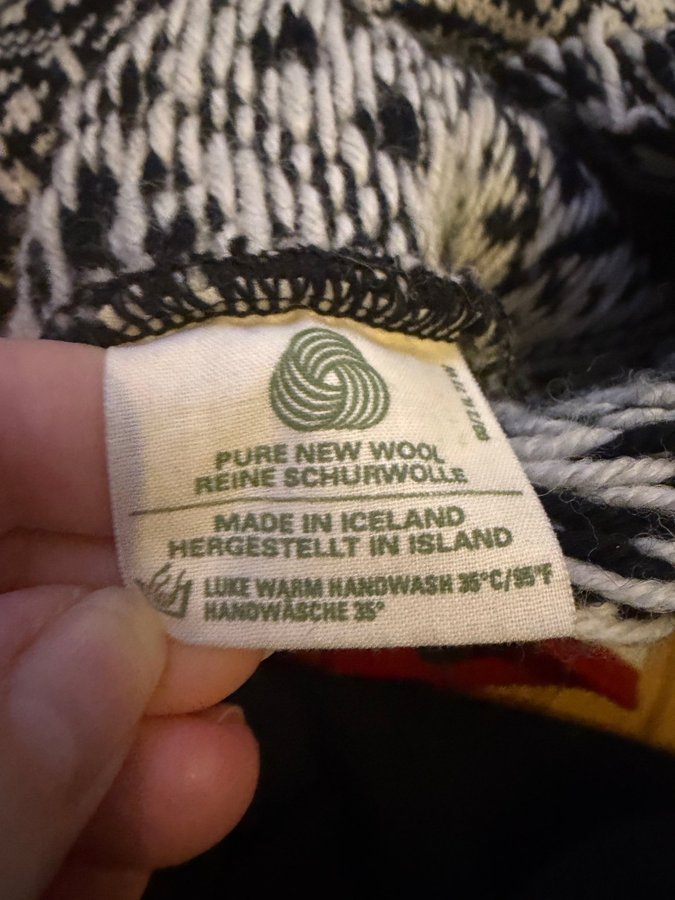 PURE NEW WOOL
REINE SCHURWOLLE
MADE IN ICELAND
HERGESTELLT IN ISLAND
LUKE WARM HANDWASH 35°C/95°F
HANDWÄSCHE 35°